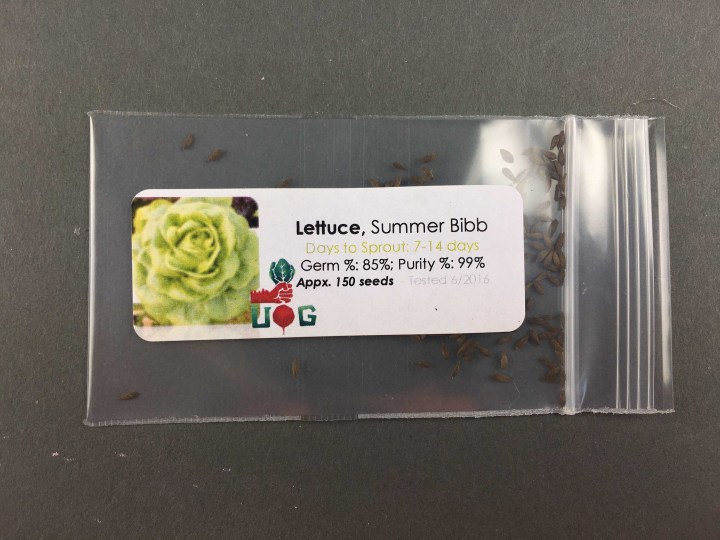 Lettuce, Summer Bibb
Days to Sprout: 7-14 days
Germ %: 85%; Purity %: 99%
Appx. 150 seeds Tested 6/2016
UOG